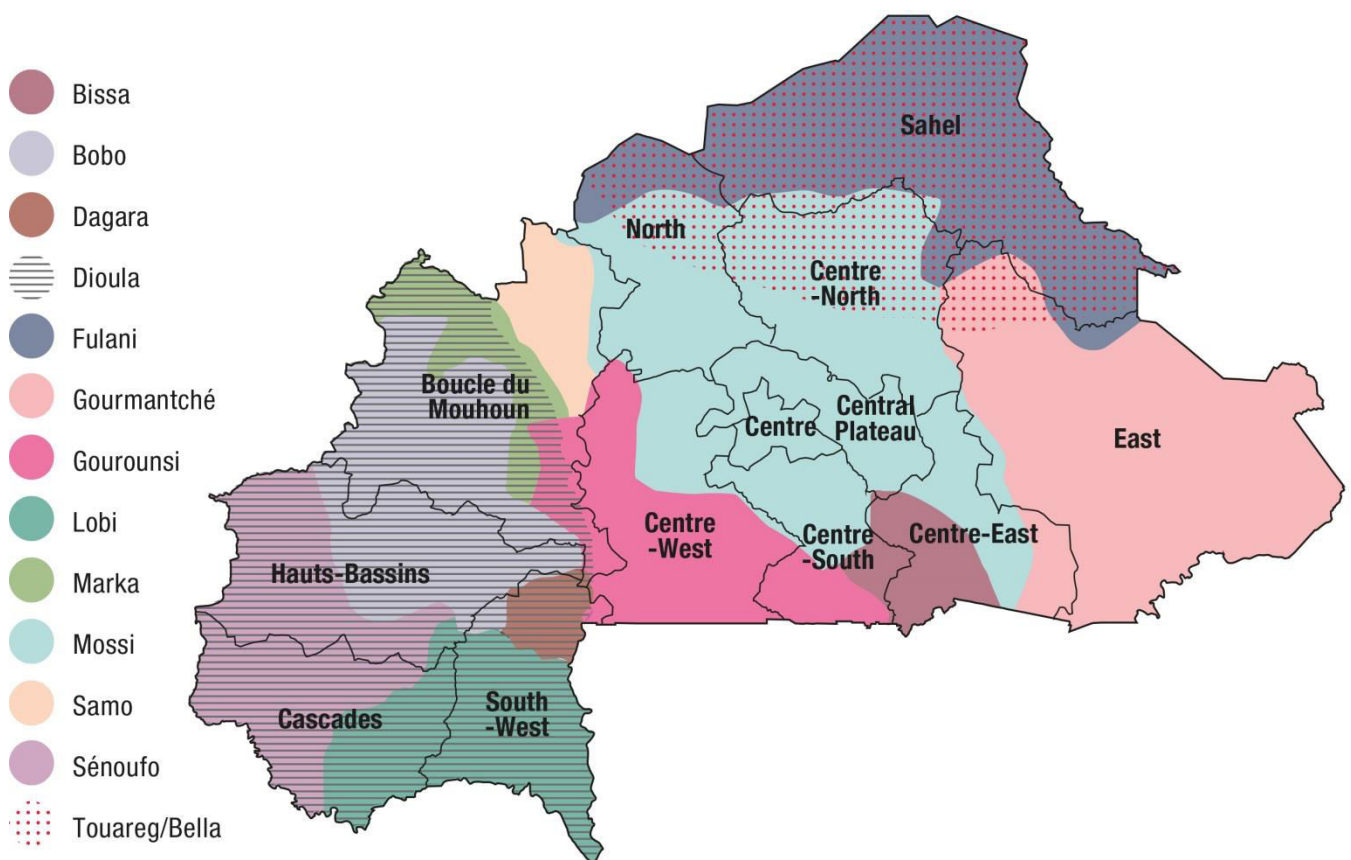 Bissa
Bobo
Dagara
Dioula
Fulani
Gourmantché
Gourounsi
Lobi
Marka
Mossi
Samo
Sénoufo
Touareg/Bella
Sahel
North
Centre
-North
Boucle du
Mouhoun
Centre
Central
Plateau
East
Centre
-West
Centre
-South
Centre-East
Hauts-Bassins
Cascades
South
-West